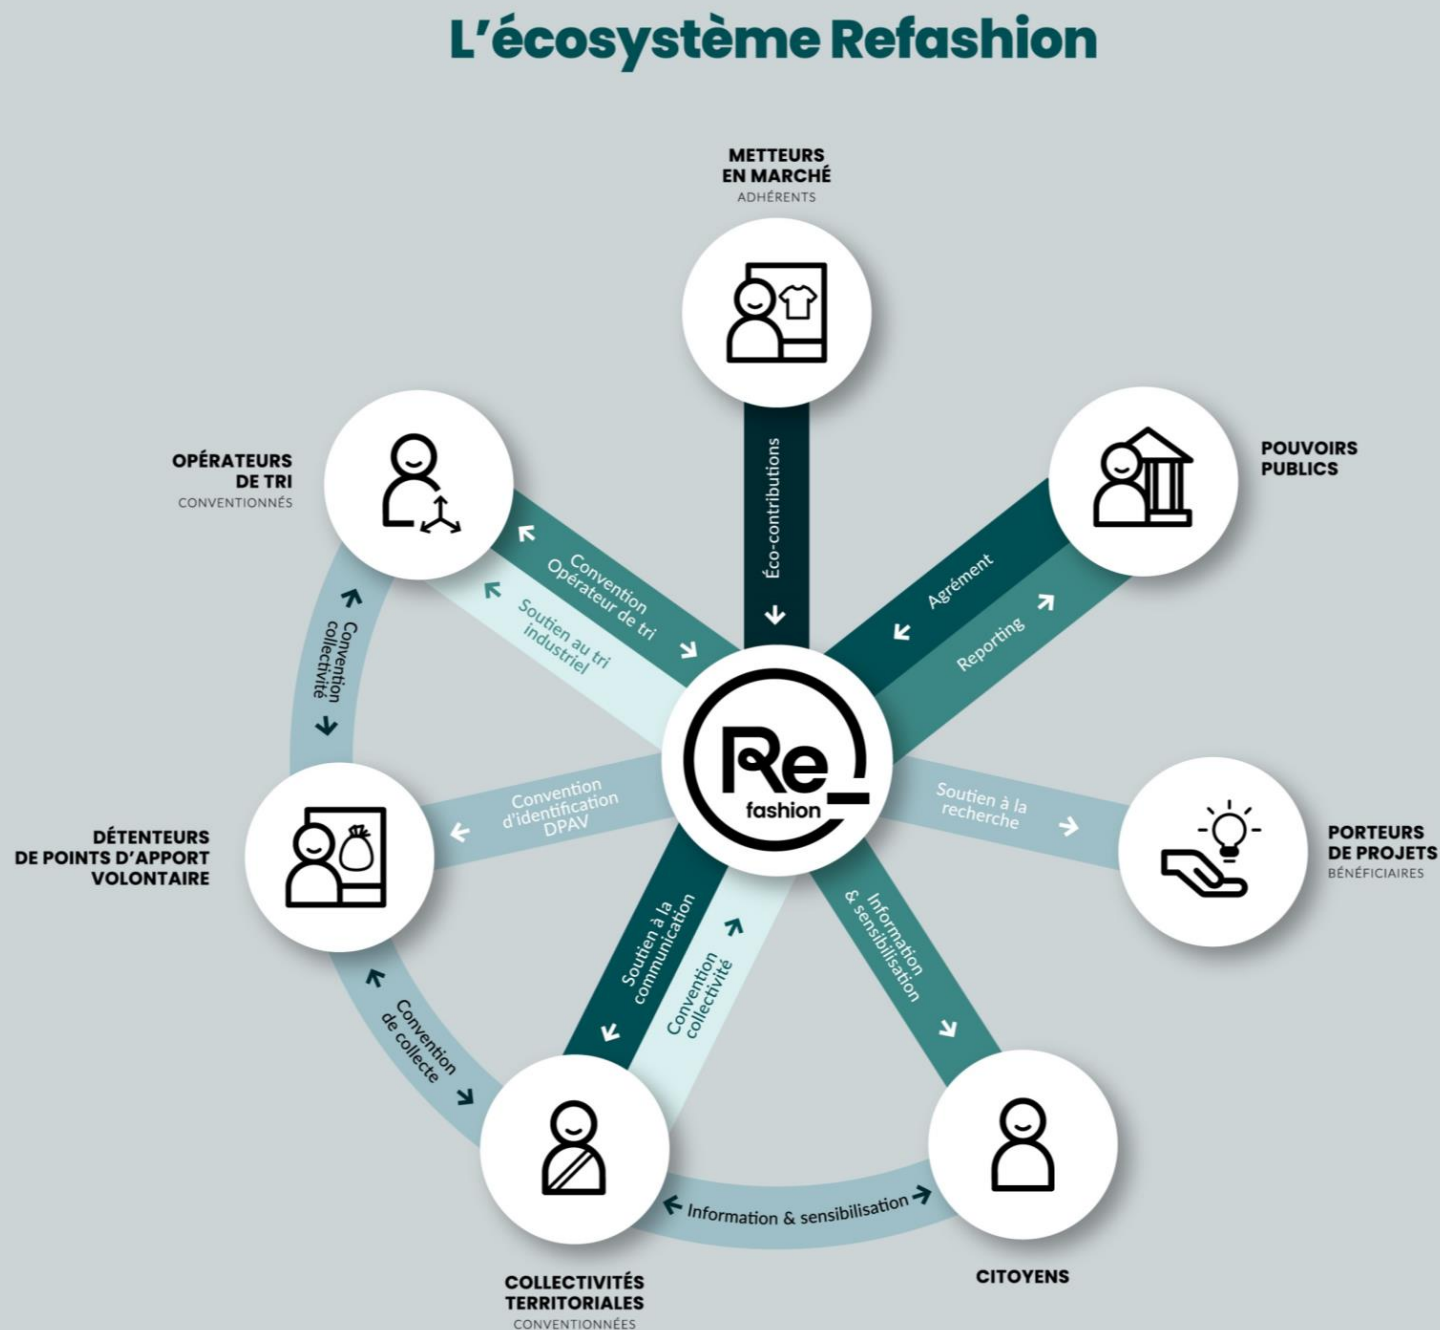 L'écosystème Refashion
METTEURS
EN MARCHÉ
ADHÉRENTS
OPÉRATEURS
DE TRI
CONVENTIONNÉS
POUVOIRS
PUBLICS
Éco-contributions
Convention
Opérateur de tri
Soutien au tri
industriel
Agrément
Reporting
Convention
collectivité
Re_
fashion
Convention
d'identification
DPAV
Soutien à la
recherche
DÉTENTEURS
DE POINTS D'APPORT
VOLONTAIRE
PORTEURS
DE PROJETS
BÉNÉFICIAIRES
Soutien à la
communication
Convention
collectivité
Information
& sensibilisation
Convention
de collecte
Information & sensibilisation
COLLECTIVITÉS
TERRITORIALES
CONVENTIONNÉES
CITOYENS